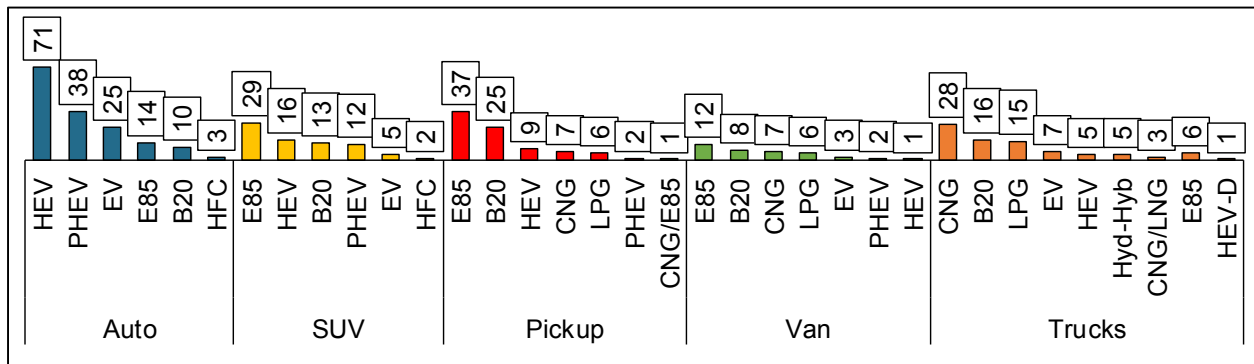 71
38
25
14
10
3
29
16
13
12
5
2
37
25
9
7
6
2
1
12
8
7
6
3
2
1
28
16
15
7
5
5
3
6
1
HEV
PHEV
EV
E85
B20
HFC
E85
HEV
B20
PHEV
EV
HFC
E85
B20
HEV
CNG
LPG
PHEV
CNG/E85
E85
B20
CNG
LPG
EV
PHEV
HEV
CNG
B20
LPG
EV
HEV
Hyd-Hyb
CNG/LNG
E85
HEV-D
Auto
SUV
Pickup
Van
Trucks